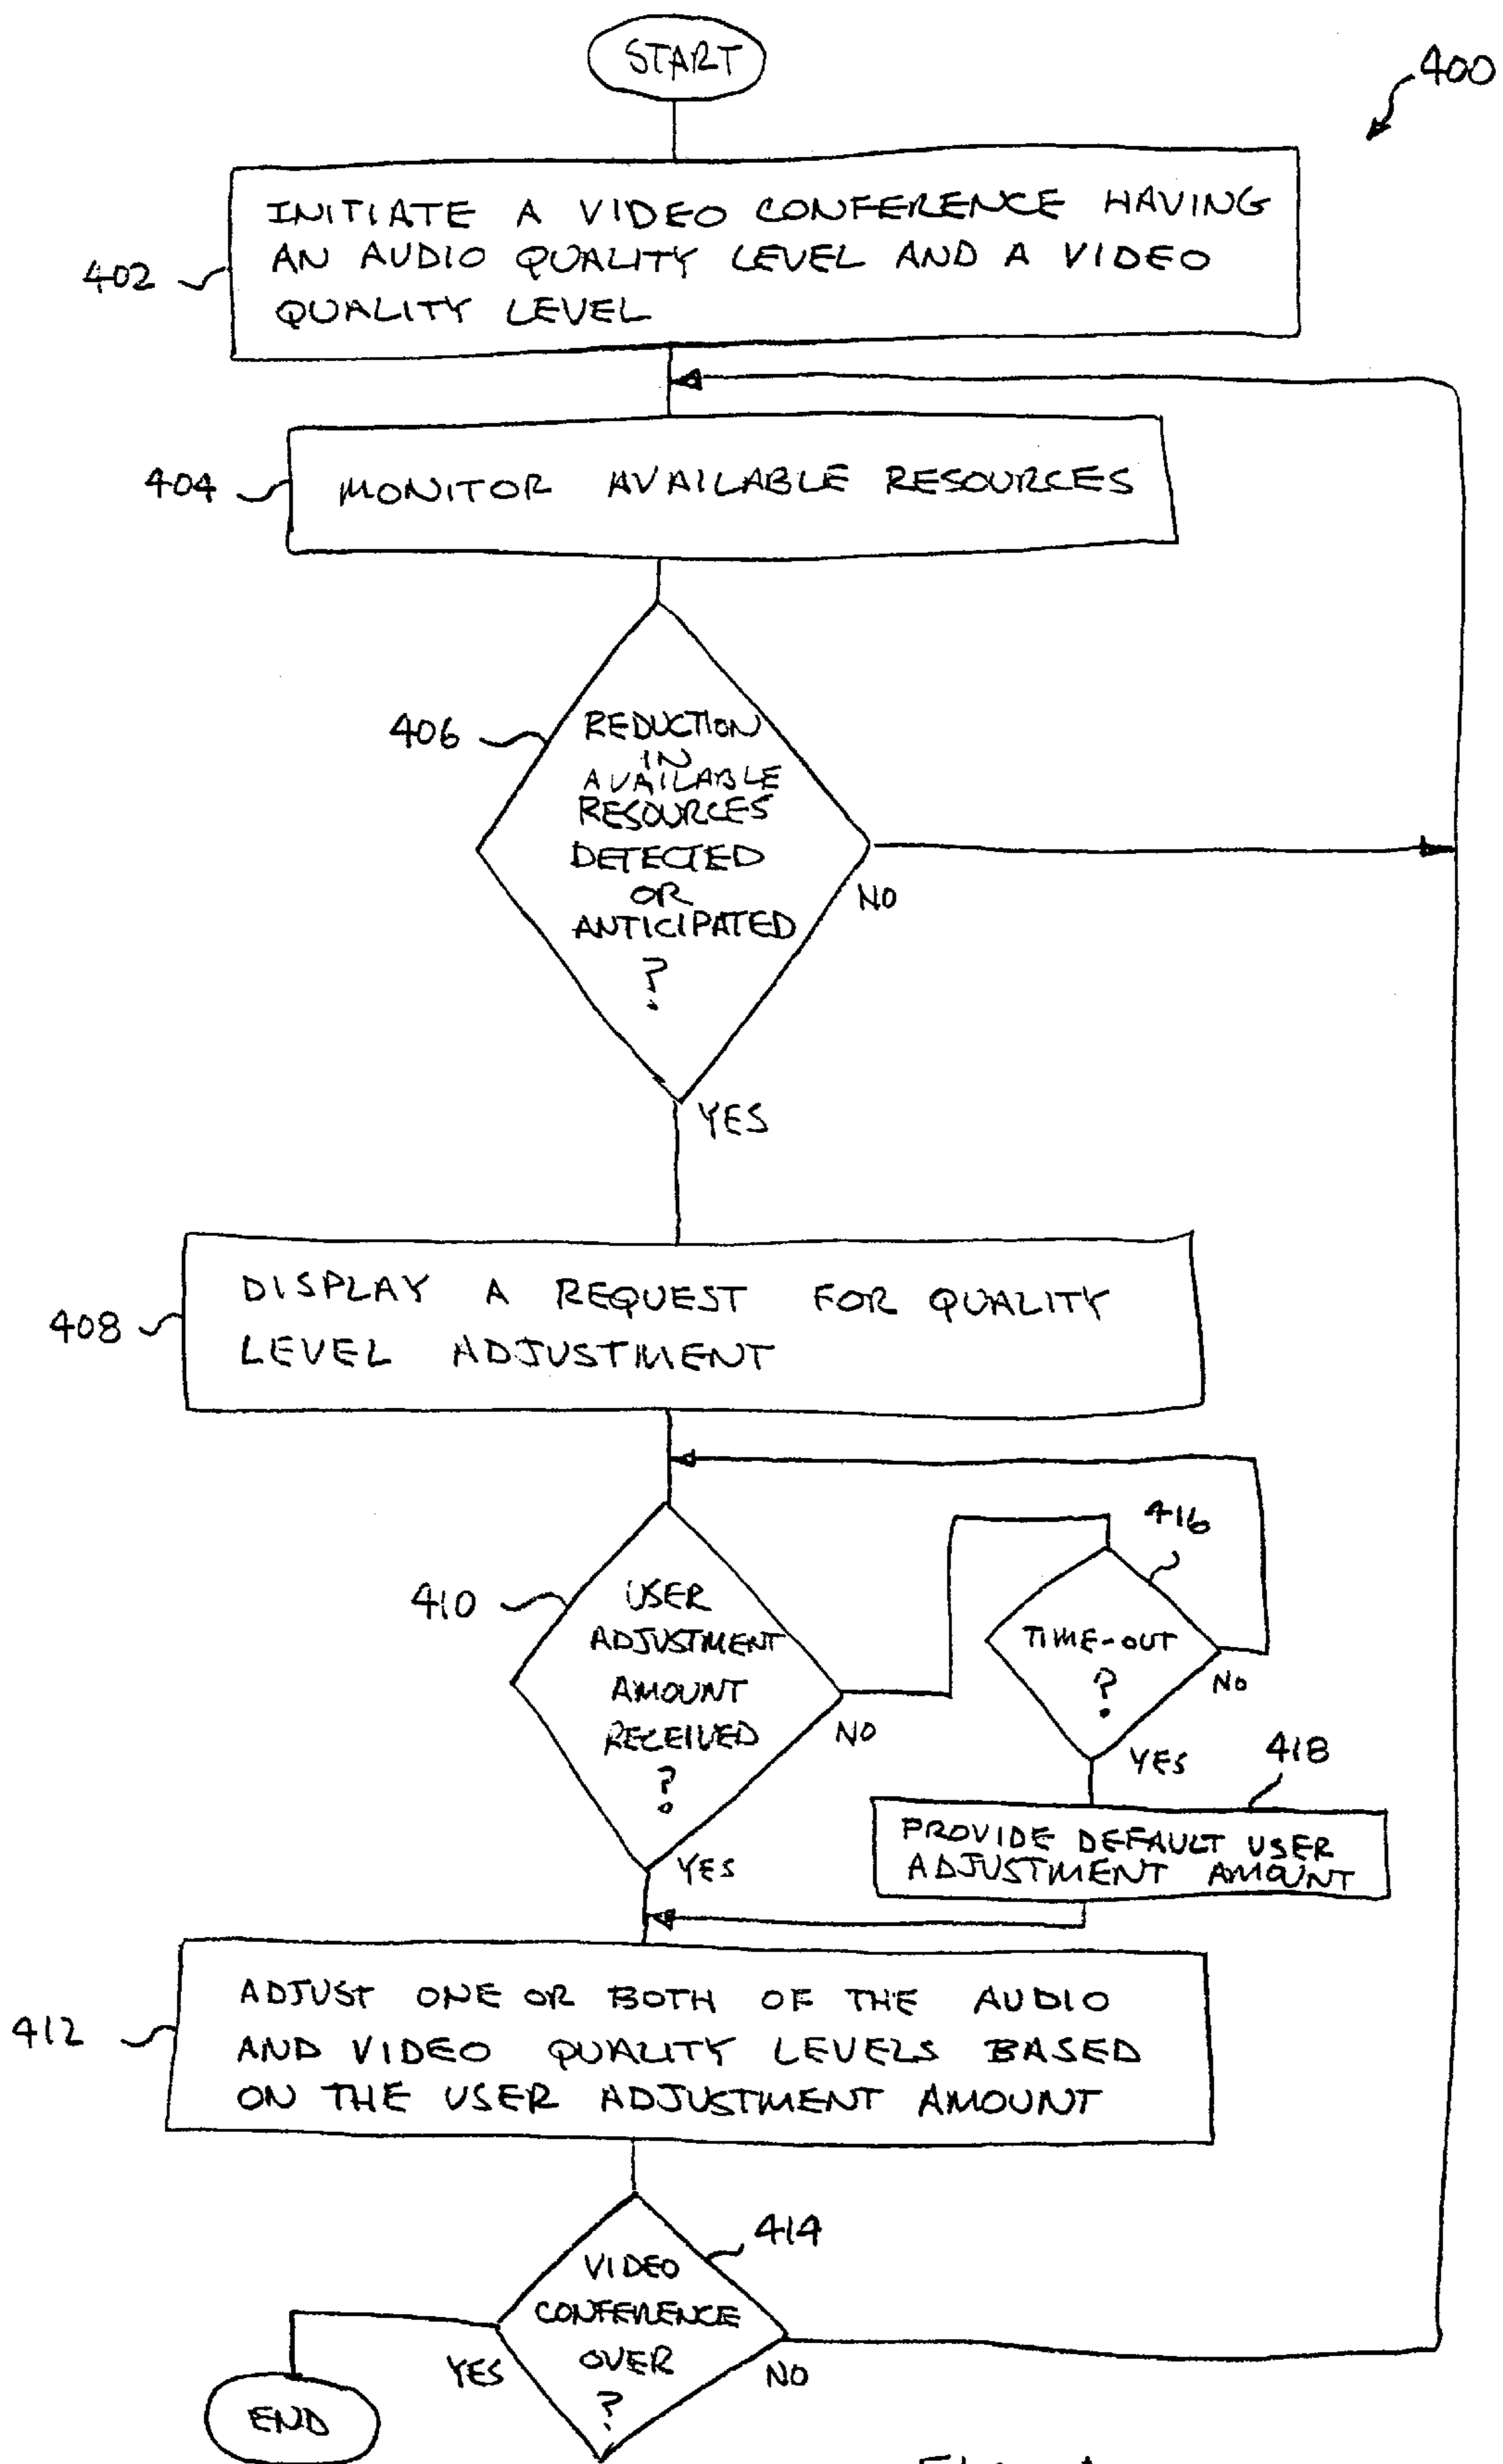 START
400
INITIATE A VIDEO CONFERENCE HAVING
AN AUDIO QUALITY LEVEL AND A VIDEO
QUALITY LEVEL
402
404
MONITOR AVAILABLE RESOURCES
406
REDUCTION
IN
AVAILABLE
RESOURCES
DETECTED
OR
ANTICIPATED
?
NO
YES
408
DISPLAY A REQUEST FOR QUALITY
LEVEL ADJUSTMENT
410
USER
ADJUSTMENT
AMOUNT
RECEIVED
?
NO
YES
416
TIME-OUT
?
NO
YES
418
PROVIDE DEFAULT USER
ADJUSTMENT AMOUNT
412
ADJUST ONE OR BOTH OF THE AUDIO
AND VIDEO QUALITY LEVELS BASED
ON THE USER ADJUSTMENT AMOUNT
414
VIDEO
CONFERENCE
OVER
?
YES
NO
END